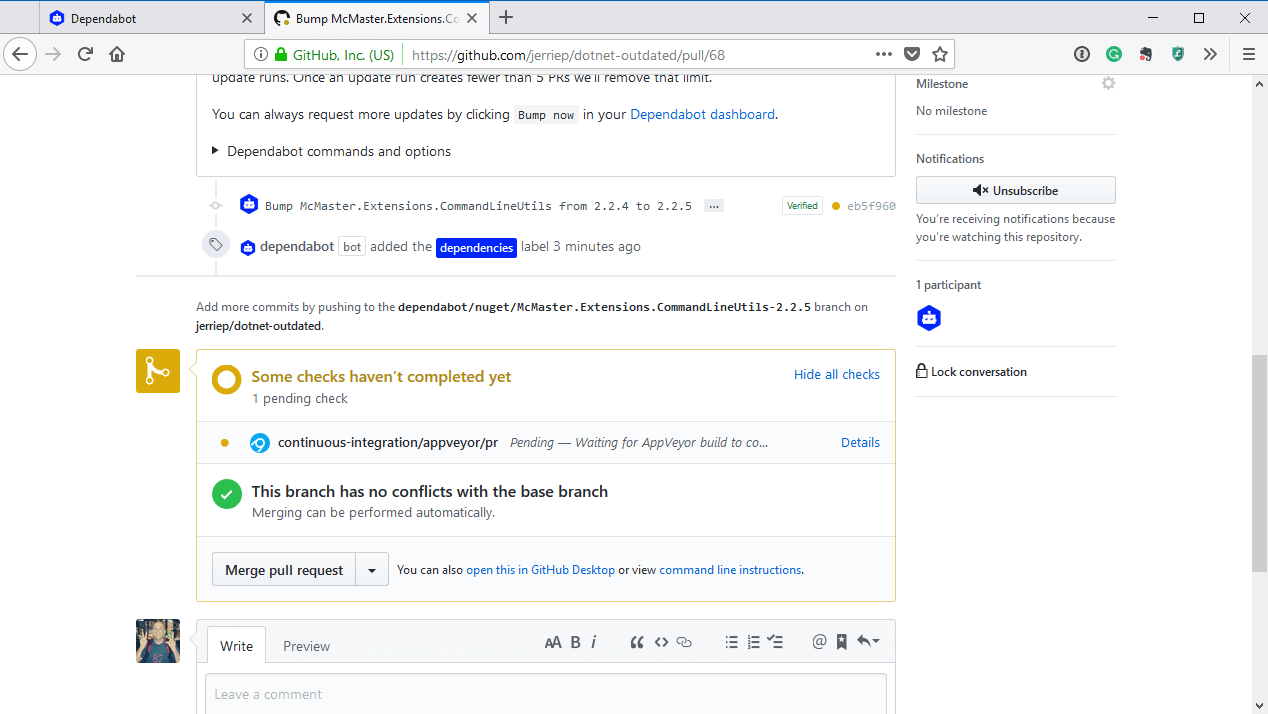 Dependabot
Bump McMaster.Extensions.Co
GitHub, Inc. (US)
https://github.com/jerriep/dotnet-outdated/pull/68
update runs. Once an update run creates fewer than 5 PRs we'll remove that limit.
You can always request more updates by clicking Bump now in your Dependabot dashboard.
Dependabot commands and options
Bump McMaster.Extensions.CommandLineUtils from 2.2.4 to 2.2.5 ...
Verified
eb5f960
dependabot bot added the dependencies label 3 minutes ago
Add more commits by pushing to the dependabot/nuget/McMaster.Extensions.CommandLineUtils-2.2.5 branch on
jerriep/dotnet-outdated.
Some checks haven't completed yet
Hide all checks
1 pending check
continuous-integration/appveyor/pr Pending — Waiting for AppVeyor build to co...
Details
This branch has no conflicts with the base branch
Merging can be performed automatically.
Merge pull request
You can also open this in GitHub Desktop or view command line instructions.
Write
Preview
AA B i
@
Leave a comment
Milestone
No milestone
Notifications
Unsubscribe
You're receiving notifications because
you're watching this repository.
1 participant
Lock conversation